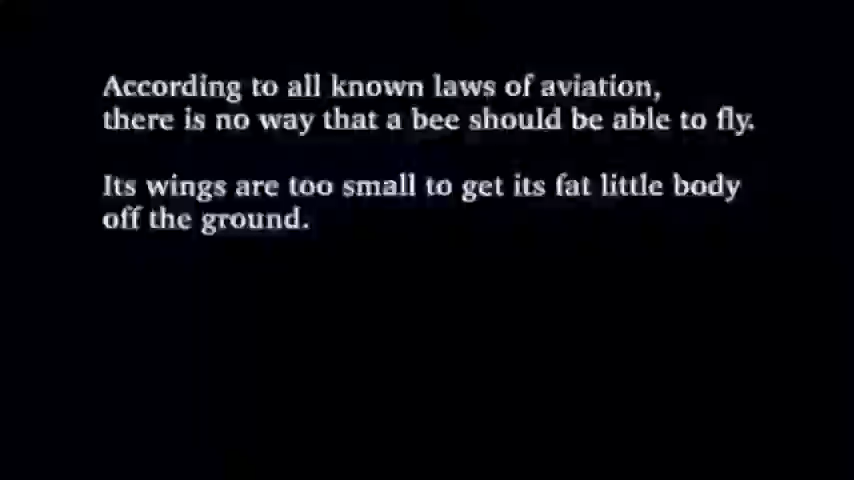 According to all known laws of aviation,
there is no way that a bee should be able to fly.
Its wings are too small to get its fat little body
off the ground.